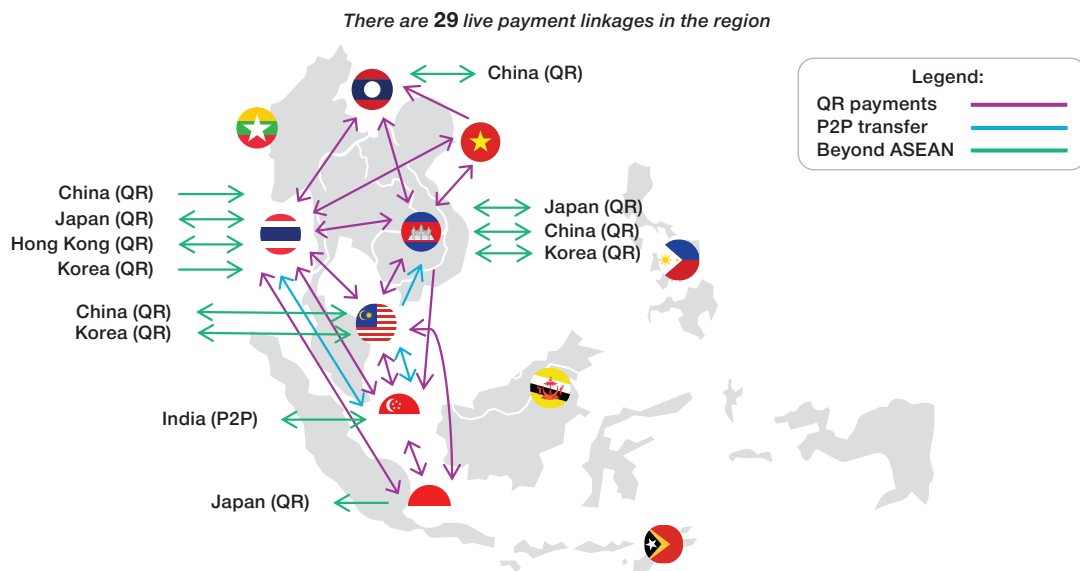 There are 29 live payment linkages in the region
China (QR)
Legend:
QR payments
P2P transfer
Beyond ASEAN
China (QR)
Japan (QR)
Hong Kong (QR)
Korea (QR)
Japan (QR)
China (QR)
Korea (QR)
China (QR)
Korea (QR)
India (P2P)
Japan (QR)